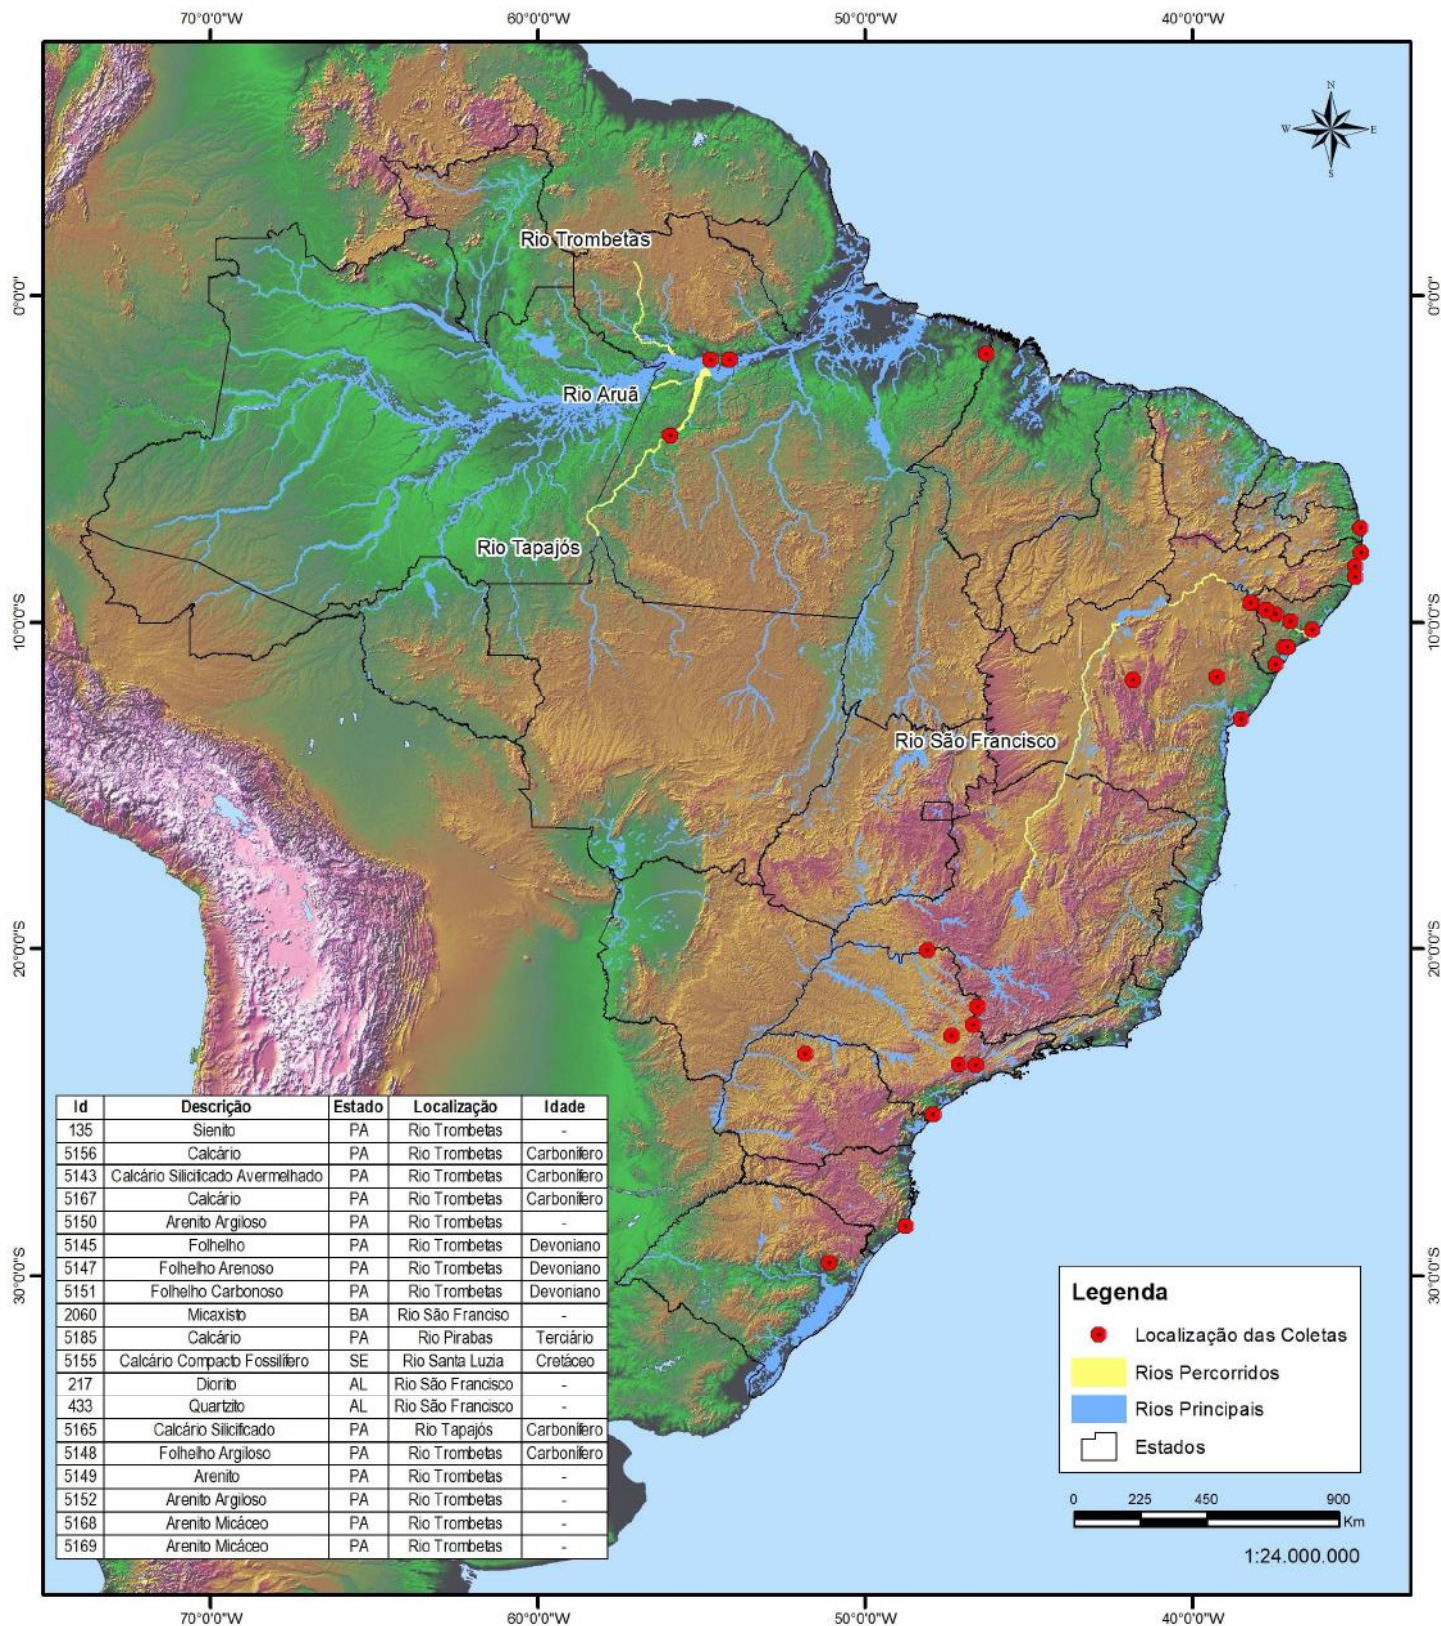 70°0'0"W 60°0'0"W 50°0'0"W 40°0'0"W
N
W E
S
Rio Trombetas
0°0'0" 0°0'0"
Rio Aruã
Rio Tapajós
10°0'0"S 10°0'0"S
Rio São Francisco
20°0'0"S 20°0'0"S
30°0'0"S 30°0'0"S
Id Descrição Estado Localização Idade
135 Sienito PA Rio Trombetas -
5156 Calcário PA Rio Trombetas Carbonífero
5143 Calcário Silicificado Avermelhado PA Rio Trombetas Carbonífero
5167 Calcário PA Rio Trombetas Carbonífero
5150 Arenito Argiloso PA Rio Trombetas -
5145 Folhelho PA Rio Trombetas Devoniano
5147 Folhelho Arenoso PA Rio Trombetas Devoniano
5151 Folhelho Carbonoso PA Rio Trombetas Devoniano
2060 Micaxisto BA Rio São Franciso -
5185 Calcário PA Rio Pirabas Terciário
5155 Calcário Compacto Fossilífero SE Rio Santa Luzia Cretáceo
217 Diorito AL Rio São Francisco -
433 Quartzito AL Rio São Francisco -
5165 Calcário Silicificado PA Rio Tapajós Carbonífero
5148 Folhelho Argiloso PA Rio Trombetas Carbonífero
5149 Arenito PA Rio Trombetas -
5152 Arenito Argiloso PA Rio Trombetas -
5168 Arenito Micáceo PA Rio Trombetas -
5169 Arenito Micáceo PA Rio Trombetas -
Legenda
Localização das Coletas
Rios Percorridos
Rios Principais
Estados
0 225 450 900
Km
1:24.000.000
70°0'0"W 60°0'0"W 50°0'0"W 40°0'0"W